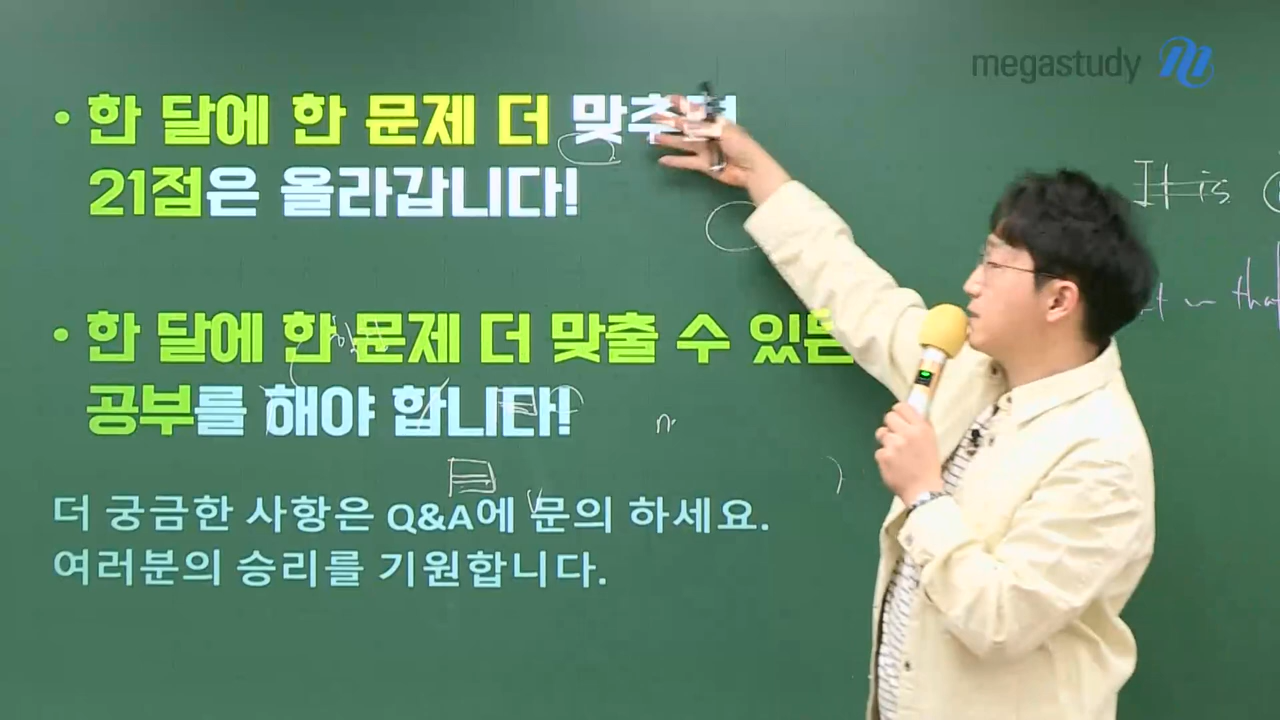 megastudy
• 한 달에 한 문제 더 맞추면
21점은 올라갑니다!
• 한 달에 한 문제 더 맞출 수 있는
공부를 해야 합니다!
더 궁금한 사항은 Q&A에 문의 하세요.
여러분의 승리를 기원합니다.
It is